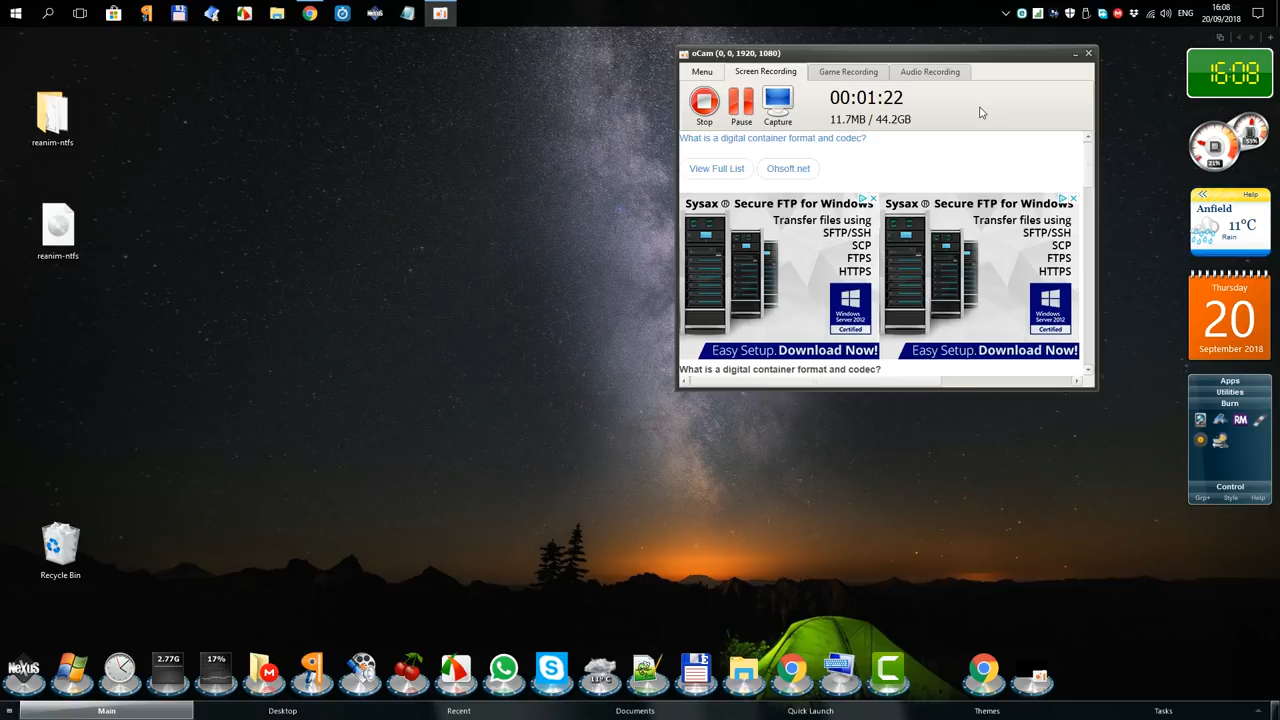 ENG
16:08
20/09/2018
oCam (0, 0, 1920, 1080)
Menu
Screen Recording
Game Recording
Audio Recording
Stop
Pause
Capture
00:01:22
11.7MB / 44.2GB
What is a digital container format and codec?
View Full List
Ohsoft.net
Sysax ® Secure FTP for Windows
Transfer files using
SFTP/SSH
SCP
FTPS
HTTPS
Windows
Server 2012
Certified
Easy Setup. Download Now!
Sysax ® Secure FTP for Windows
Transfer files using
SFTP/SSH
SCP
FTPS
HTTPS
Windows
Server 2012
Certified
Easy Setup. Download Now!
What is a digital container format and codec?
reanim-ntfs
reanim-ntfs
Recycle Bin
16:08
53%
21%
Help
Anfield
11°C
Rain
Thursday
20
September 2018
Apps
Utilities
Burn
RM
Control
Grp+
Style
Help
NeXuS
2.77G
17%
11° C
Main
Desktop
Recent
Documents
Quick Launch
Themes
Tasks